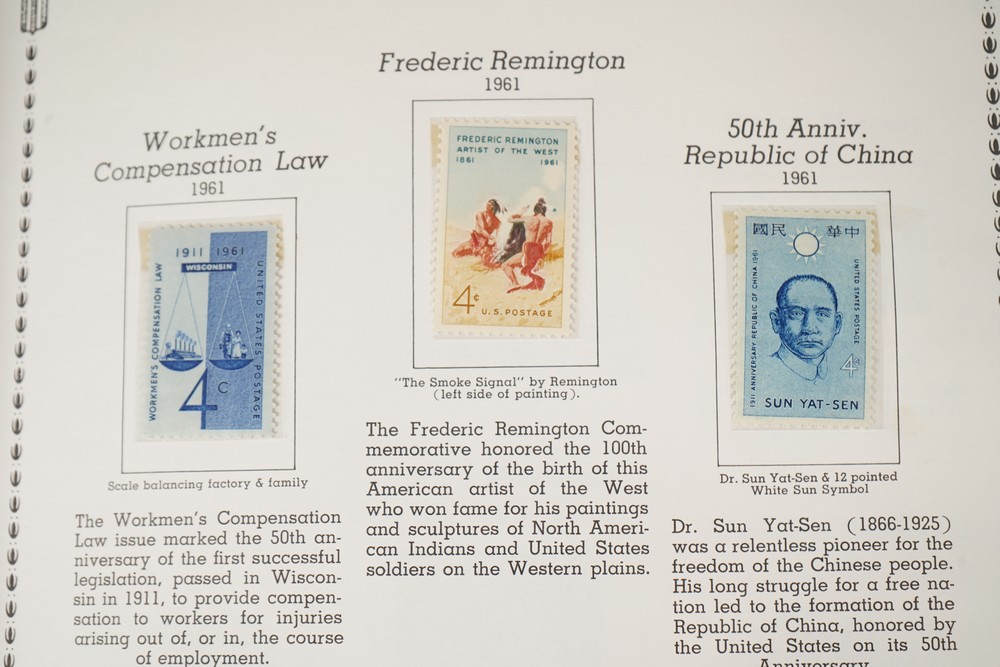 Workmen's
Compensation Law
1961
1911 1961
WISCONSIN
WORKMEN'S COMPENSATION LAW
UNITED STATES POSTAGE
4c
Scale balancing factory & family
The Workmen's Compensation
Law issue marked the 50th an-
niversary of the first successful
legislation, passed in Wiscon-
sin in 1911, to provide compen-
sation to workers for injuries
arising out of, or in, the course
of employment.
Frederic Remington
1961
FREDERIC REMINGTON
ARTIST OF THE WEST
1861 1961
4c U.S. POSTAGE
"The Smoke Signal" by Remington
(left side of painting).
The Frederic Remington Com-
memorative honored the 100th
anniversary of the birth of this
American artist of the West
who won fame for his paintings
and sculptures of North Ameri-
can Indians and United States
soldiers on the Western plains.
50th Anniv.
Republic of China
1961
國民 華中
1911 ANNIVERSARY REPUBLIC OF CHINA 1961
UNITED STATES POSTAGE
4c
SUN YAT-SEN
Dr. Sun Yat-Sen & 12 pointed
White Sun Symbol
Dr. Sun Yat-Sen (1866-1925)
was a relentless pioneer for the
freedom of the Chinese people.
His long struggle for a free na-
tion led to the formation of the
Republic of China, honored by
the United States on its 50th
Anniversary.